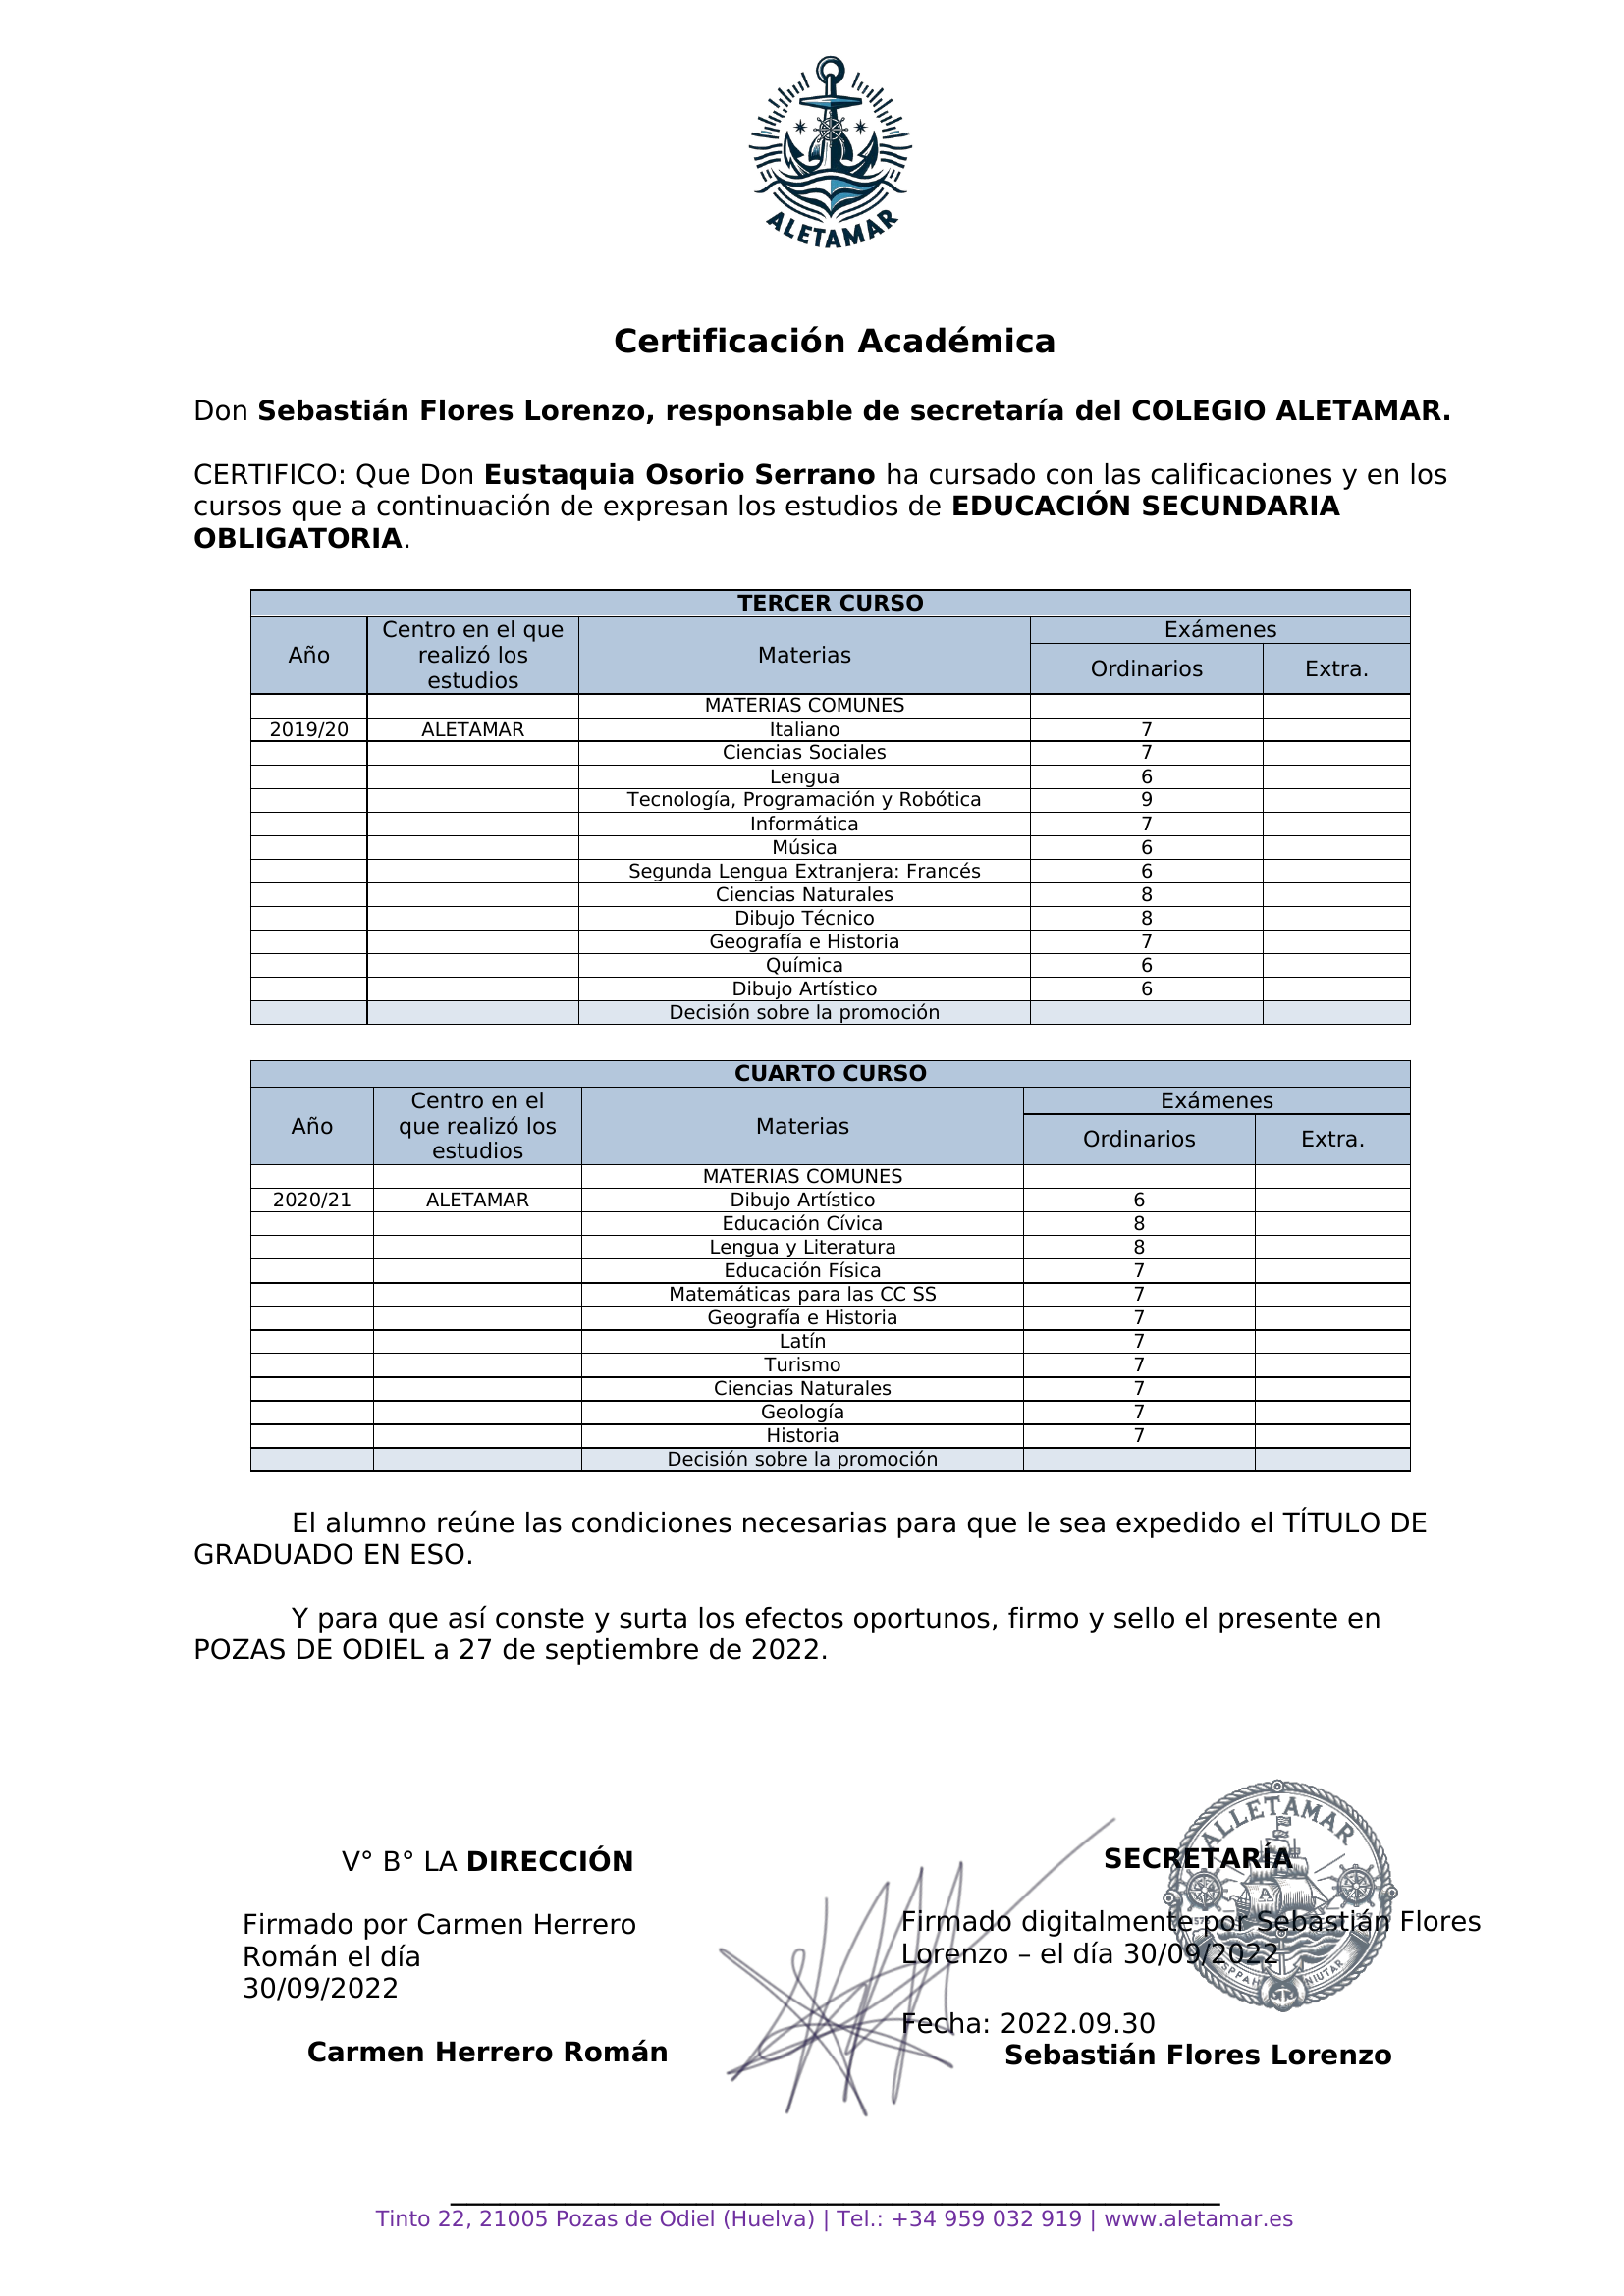 ALETAMAR
Certificación Académica
Don Sebastián Flores Lorenzo, responsable de secretaría del COLEGIO ALETAMAR.
CERTIFICO: Que Don Eustaquia Osorio Serrano ha cursado con las calificaciones y en los
cursos que a continuación de expresan los estudios de EDUCACIÓN SECUNDARIA
OBLIGATORIA.
TERCER CURSO
Año
Centro en el que
realizó los
estudios
Materias
Exámenes
Ordinarios
Extra.
MATERIAS COMUNES
2019/20 ALETAMAR Italiano 7
Ciencias Sociales 7
Lengua 6
Tecnología, Programación y Robótica 9
Informática 7
Música 6
Segunda Lengua Extranjera: Francés 6
Ciencias Naturales 8
Dibujo Técnico 8
Geografía e Historia 7
Química 6
Dibujo Artístico 6
Decisión sobre la promoción
CUARTO CURSO
Año
Centro en el
que realizó los
estudios
Materias
Exámenes
Ordinarios
Extra.
MATERIAS COMUNES
2020/21 ALETAMAR Dibujo Artístico 6
Educación Cívica 8
Lengua y Literatura 8
Educación Física 7
Matemáticas para las CC SS 7
Geografía e Historia 7
Latín 7
Turismo 7
Ciencias Naturales 7
Geología 7
Historia 7
Decisión sobre la promoción
El alumno reúne las condiciones necesarias para que le sea expedido el TÍTULO DE
GRADUADO EN ESO.
Y para que así conste y surta los efectos oportunos, firmo y sello el presente en
POZAS DE ODIEL a 27 de septiembre de 2022.
V° B° LA DIRECCIÓN
Firmado por Carmen Herrero
Román el día
30/09/2022
Carmen Herrero Román
SECRETARÍA
Firmado digitalmente por Sebastián Flores
Lorenzo – el día 30/09/2022
Fecha: 2022.09.30
Sebastián Flores Lorenzo
ALLETAMAR
A
Tinto 22, 21005 Pozas de Odiel (Huelva) | Tel.: +34 959 032 919 | www.aletamar.es